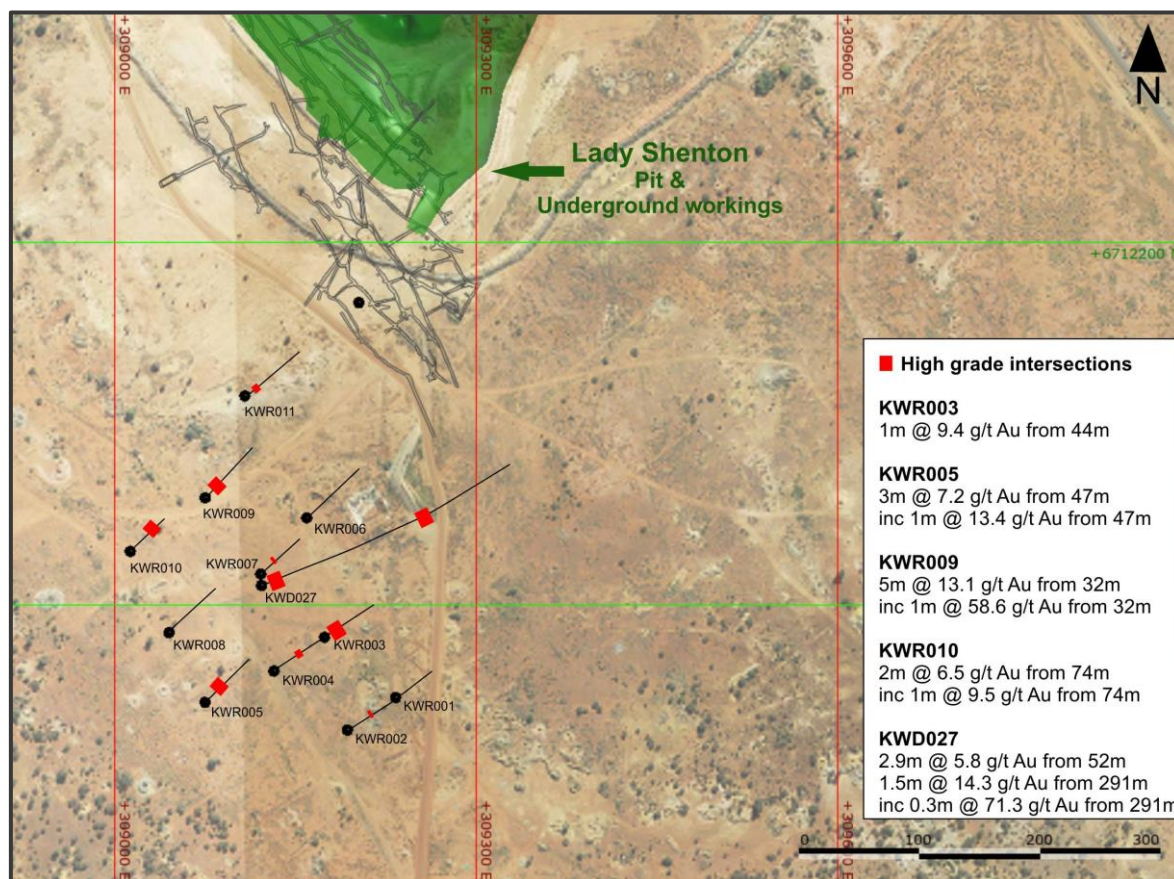 +309000 E
+309300 E
+309600 E
N
Lady Shenton
Pit &
Underground workings
+6712200 N
KWR011
KWR009
KWR006
KWR010
KWR007
KWD027
KWR008
KWR003
KWR004
KWR005
KWR001
KWR002
High grade intersections
KWR003
1m @ 9.4 g/t Au from 44m
KWR005
3m @ 7.2 g/t Au from 47m
inc 1m @ 13.4 g/t Au from 47m
KWR009
5m @ 13.1 g/t Au from 32m
inc 1m @ 58.6 g/t Au from 32m
KWR010
2m @ 6.5 g/t Au from 74m
inc 1m @ 9.5 g/t Au from 74m
KWD027
2.9m @ 5.8 g/t Au from 52m
1.5m @ 14.3 g/t Au from 291m
inc 0.3m @ 71.3 g/t Au from 291m
0 100 200 300
+309000 E
+309300 E
+309600 E